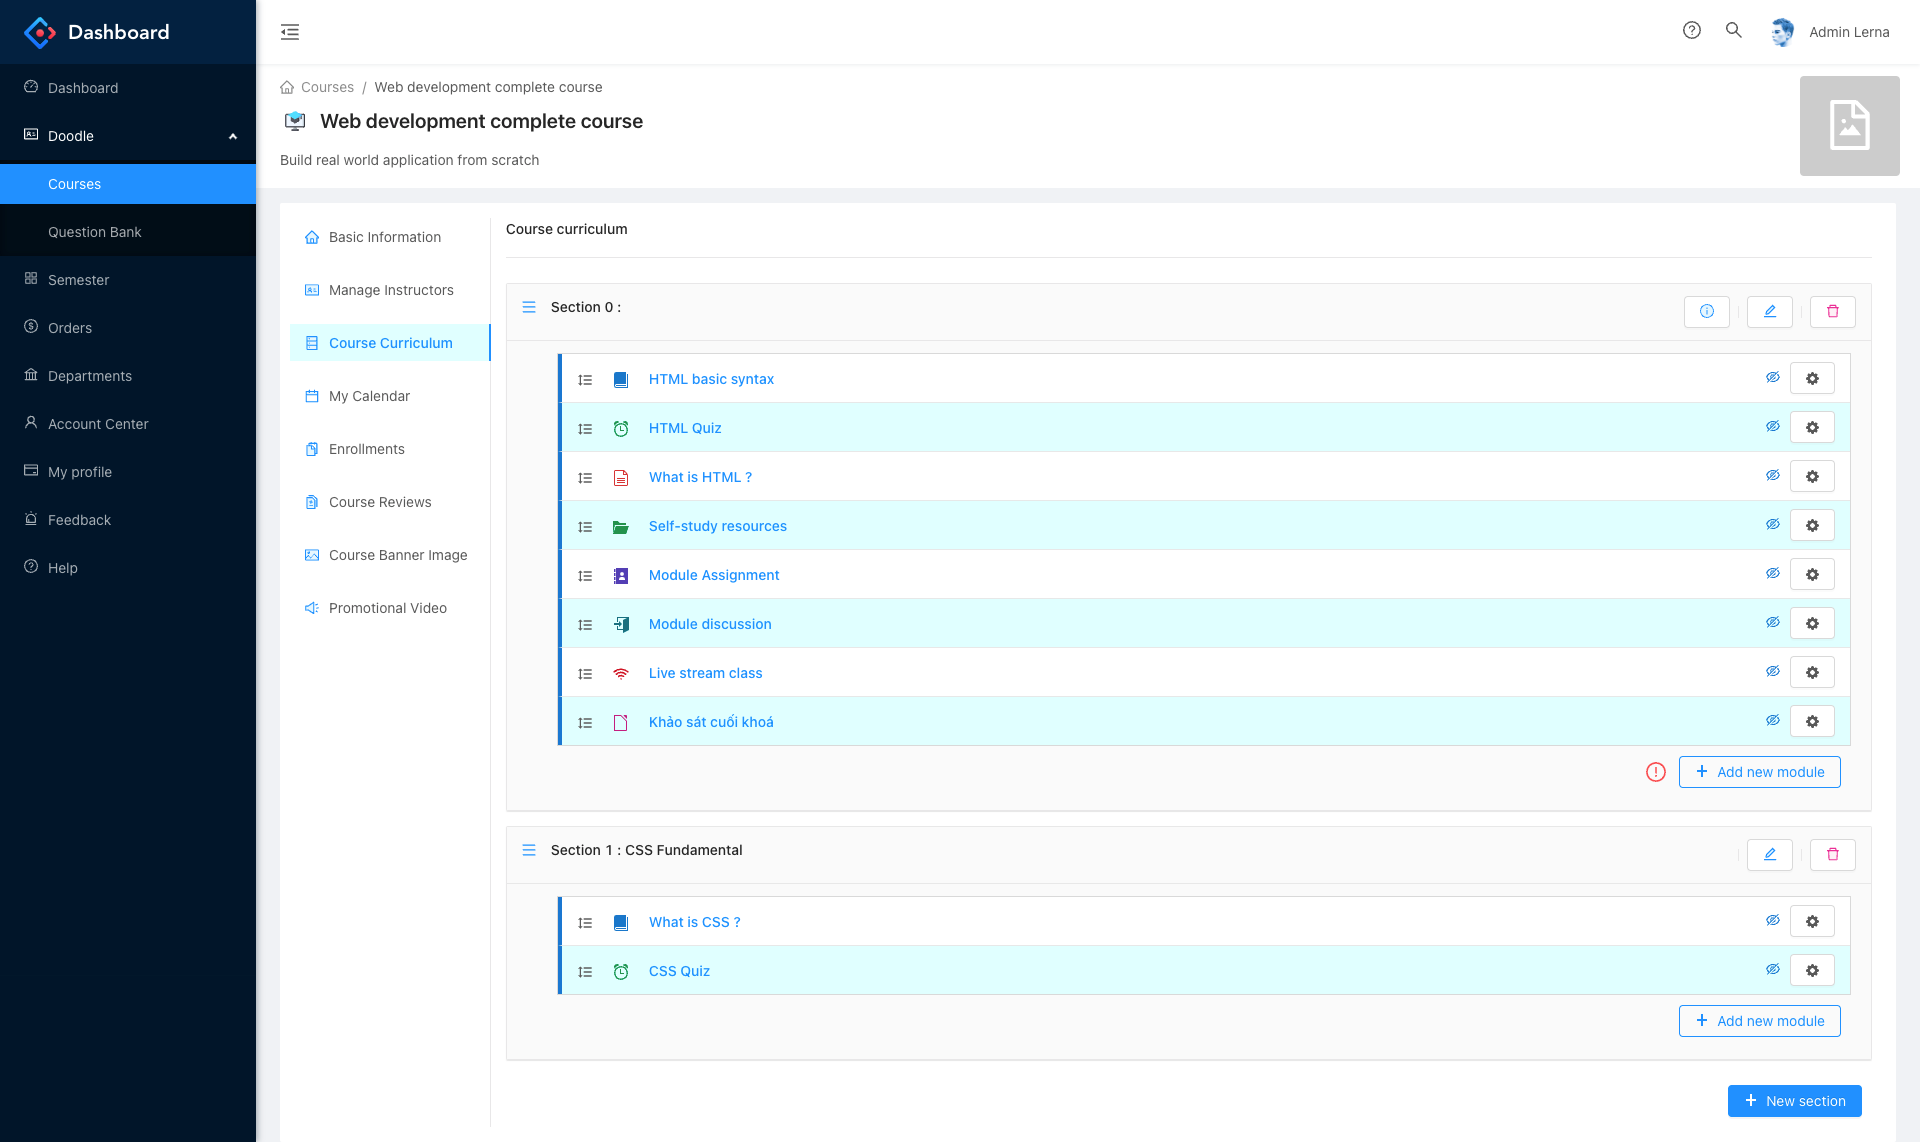 Dashboard
Admin Lerna
Dashboard
Doodle
Courses
Question Bank
Semester
Orders
Departments
Account Center
My profile
Feedback
Help
Courses / Web development complete course
Web development complete course
Build real world application from scratch
Basic Information
Manage Instructors
Course Curriculum
My Calendar
Enrollments
Course Reviews
Course Banner Image
Promotional Video
Course curriculum
Section 0 :
HTML basic syntax
HTML Quiz
What is HTML ?
Self-study resources
Module Assignment
Module discussion
Live stream class
Khảo sát cuối khoá
Add new module
Section 1 : CSS Fundamental
What is CSS ?
CSS Quiz
Add new module
New section